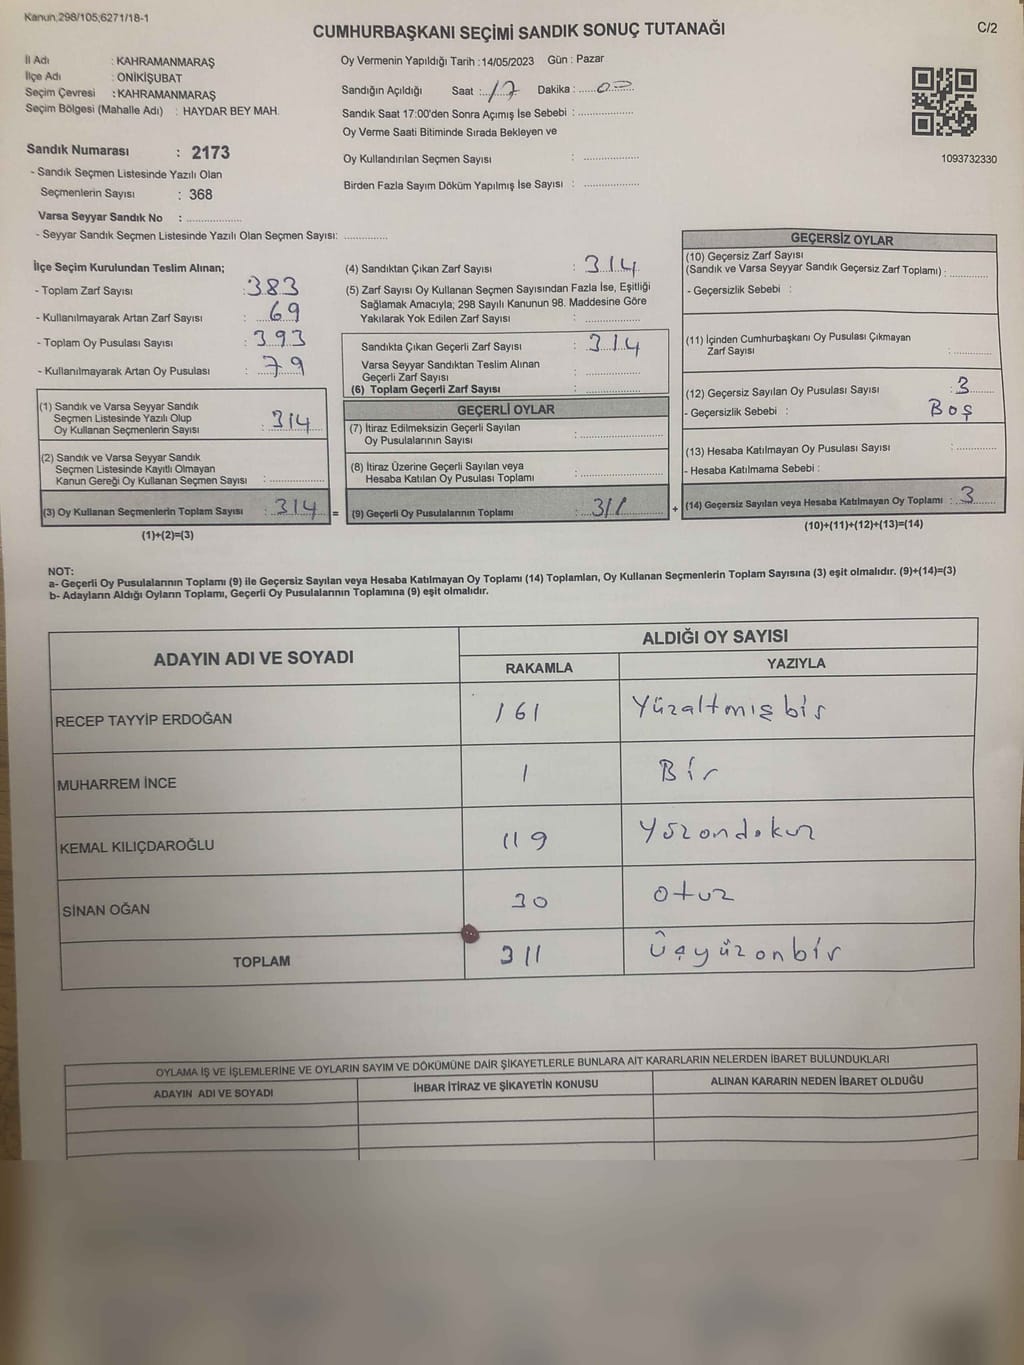 Kanun;298/105;6271/18-1
CUMHURBAŞKANI SEÇİMİ SANDIK SONUÇ TUTANAĞI
C/2
İl Adı : KAHRAMANMARAŞ
İlçe Adı : ONİKİŞUBAT
Seçim Çevresi : KAHRAMANMARAŞ
Seçim Bölgesi (Mahalle Adı) : HAYDAR BEY MAH.
Sandık Numarası : 2173
- Sandık Seçmen Listesinde Yazılı Olan
Seçmenlerin Sayısı : 368
Varsa Seyyar Sandık No : ..................
- Seyyar Sandık Seçmen Listesinde Yazılı Olan Seçmen Sayısı: ..............
Oy Vermenin Yapıldığı Tarih : 14/05/2023 Gün : Pazar
Sandığın Açıldığı Saat : 17 Dakika : 00
Sandık Saat 17:00'den Sonra Açımış İse Sebebi : ..................
Oy Verme Saati Bitiminde Sırada Bekleyen ve
Oy Kullandırılan Seçmen Sayısı : ..................
Birden Fazla Sayım Döküm Yapılmış İse Sayısı : ..................
1093732330
İlçe Seçim Kurulundan Teslim Alınan;
- Toplam Zarf Sayısı : 383
- Kullanılmayarak Artan Zarf Sayısı : 69
- Toplam Oy Pusulası Sayısı : 393
- Kullanılmayarak Artan Oy Pusulası : 79
(1) Sandık ve Varsa Seyyar Sandık
Seçmen Listesinde Yazılı Olup
Oy Kullanan Seçmenlerin Sayısı : 314
(2) Sandık ve Varsa Seyyar Sandık
Seçmen Listesinde Kayıtlı Olmayan
Kanun Gereği Oy Kullanan Seçmen Sayısı : ..................
(3) Oy Kullanan Seçmenlerin Toplam Sayısı : 314 =
(1)+(2)=(3)
(4) Sandıktan Çıkan Zarf Sayısı : 314
(5) Zarf Sayısı Oy Kullanan Seçmen Sayısından Fazla İse, Eşitliği
Sağlamak Amacıyla; 298 Sayılı Kanunun 98. Maddesine Göre
Yakılarak Yok Edilen Zarf Sayısı : ..................
Sandıkta Çıkan Geçerli Zarf Sayısı : 314
Varsa Seyyar Sandıktan Teslim Alınan
Geçerli Zarf Sayısı : ..................
(6) Toplam Geçerli Zarf Sayısı : ..................
GEÇERLİ OYLAR
(7) İtiraz Edilmeksizin Geçerli Sayılan
Oy Pusulalarının Sayısı : ..................
(8) İtiraz Üzerine Geçerli Sayılan veya
Hesaba Katılan Oy Pusulası Toplamı : ..................
(9) Geçerli Oy Pusulalarının Toplamı : 311 +
GEÇERSİZ OYLAR
(10) Geçersiz Zarf Sayısı
(Sandık ve Varsa Seyyar Sandık Geçersiz Zarf Toplamı) : ............
- Geçersizlik Sebebi :
(11) İçinden Cumhurbaşkanı Oy Pusulası Çıkmayan
Zarf Sayısı : ............
(12) Geçersiz Sayılan Oy Pusulası Sayısı : 3
- Geçersizlik Sebebi : Boş
(13) Hesaba Katılmayan Oy Pusulası Sayısı : ............
- Hesaba Katılmama Sebebi :
(14) Geçersiz Sayılan veya Hesaba Katılmayan Oy Toplamı : 3
(10)+(11)+(12)+(13)=(14)
NOT:
a- Geçerli Oy Pusulalarının Toplamı (9) ile Geçersiz Sayılan veya Hesaba Katılmayan Oy Toplamı (14) Toplamları, Oy Kullanan Seçmenlerin Toplam Sayısına (3) eşit olmalıdır. (9)+(14)=(3)
b- Adayların Aldığı Oyların Toplamı, Geçerli Oy Pusulalarının Toplamına (9) eşit olmalıdır.
ADAYIN ADI VE SOYADI ALDIĞI OY SAYISI
RAKAMLA YAZIYLA
RECEP TAYYİP ERDOĞAN 161 Yüzaltmışbir
MUHARREM İNCE 1 Bir
KEMAL KILIÇDAROĞLU 119 Yüzondokuz
SİNAN OĞAN 30 otuz
TOPLAM 311 Üçyüzonbir
OYLAMA İŞ VE İŞLEMLERİNE VE OYLARIN SAYIM VE DÖKÜMÜNE DAİR ŞİKAYETLERLE BUNLARA AİT KARARLARIN NELERDEN İBARET BULUNDUKLARI
ADAYIN ADI VE SOYADI İHBAR İTİRAZ VE ŞİKAYETİN KONUSU ALINAN KARARIN NEDEN İBARET OLDUĞU